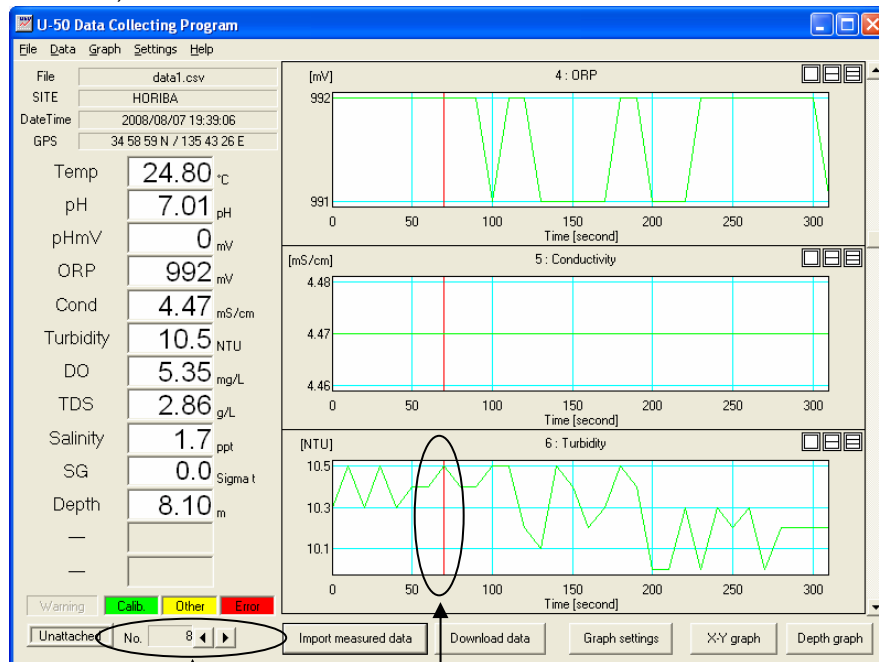 U-50 Data Collecting Program
File Data Graph Settings Help
File data1.csv
SITE HORIBA
DateTime 2008/08/07 19:39:06
GPS 34 58 59 N / 135 43 26 E
Temp 24.80 °C
pH 7.01 pH
pHmV 0 mV
ORP 992 mV
Cond 4.47 mS/cm
Turbidity 10.5 NTU
DO 5.35 mg/L
TDS 2.86 g/L
Salinity 1.7 ppt
SG 0.0 Sigma t
Depth 8.10 m
—
—
Warning Calib. Other Error
Unattached No. 8
[mV] 4 : ORP
992
991
0 50 100 150 200 250 300
Time [second]
[mS/cm] 5 : Conductivity
4.48
4.47
4.46
0 50 100 150 200 250 300
Time [second]
[NTU] 6 : Turbidity
10.5
10.3
10.1
0 50 100 150 200 250 300
Time [second]
Import measured data Download data Graph settings X-Y graph Depth graph